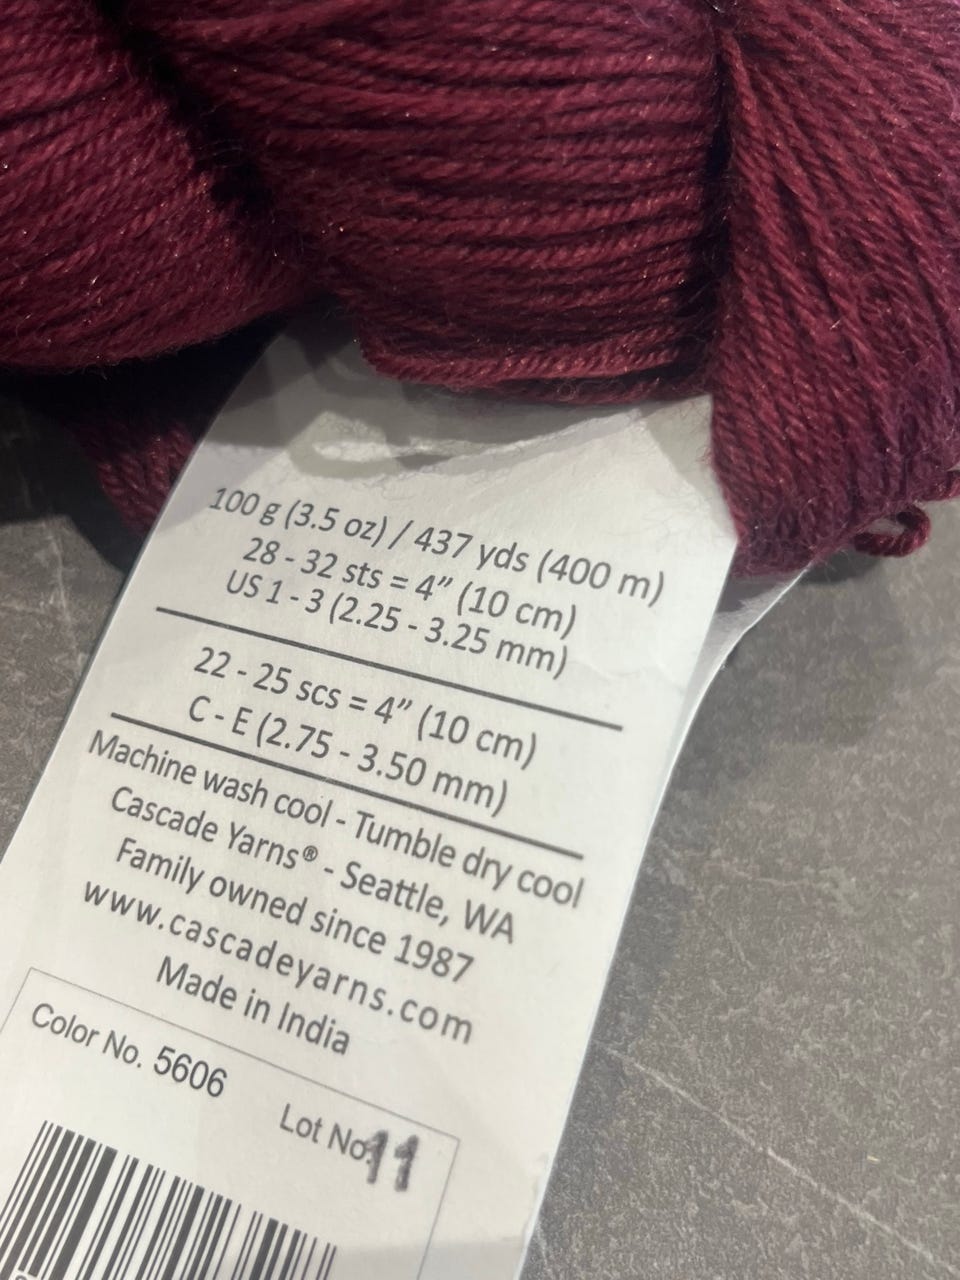 100 g (3.5 oz) / 437 yds (400 m)
28 - 32 sts = 4” (10 cm)
US 1 - 3 (2.25 - 3.25 mm)
22 - 25 scs = 4” (10 cm)
C - E (2.75 - 3.50 mm)
Machine wash cool - Tumble dry cool
Cascade Yarns® - Seattle, WA
Family owned since 1987
www.cascadeyarns.com
Made in India
Color No. 5606
Lot No. 11